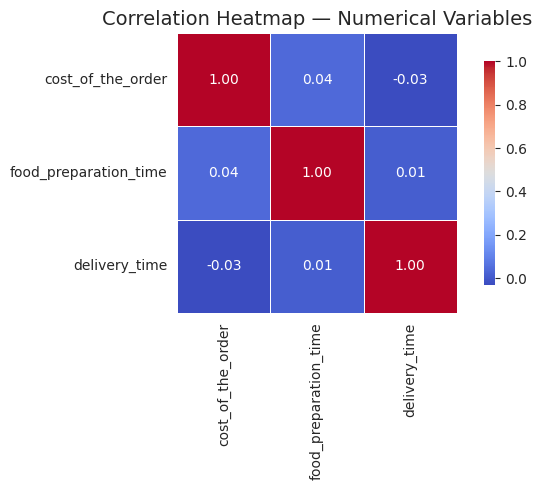 Correlation Heatmap — Numerical Variables
cost_of_the_order 1.00 0.04 -0.03
food_preparation_time 0.04 1.00 0.01
delivery_time -0.03 0.01 1.00
cost_of_the_order
food_preparation_time
delivery_time
1.0
0.8
0.6
0.4
0.2
0.0